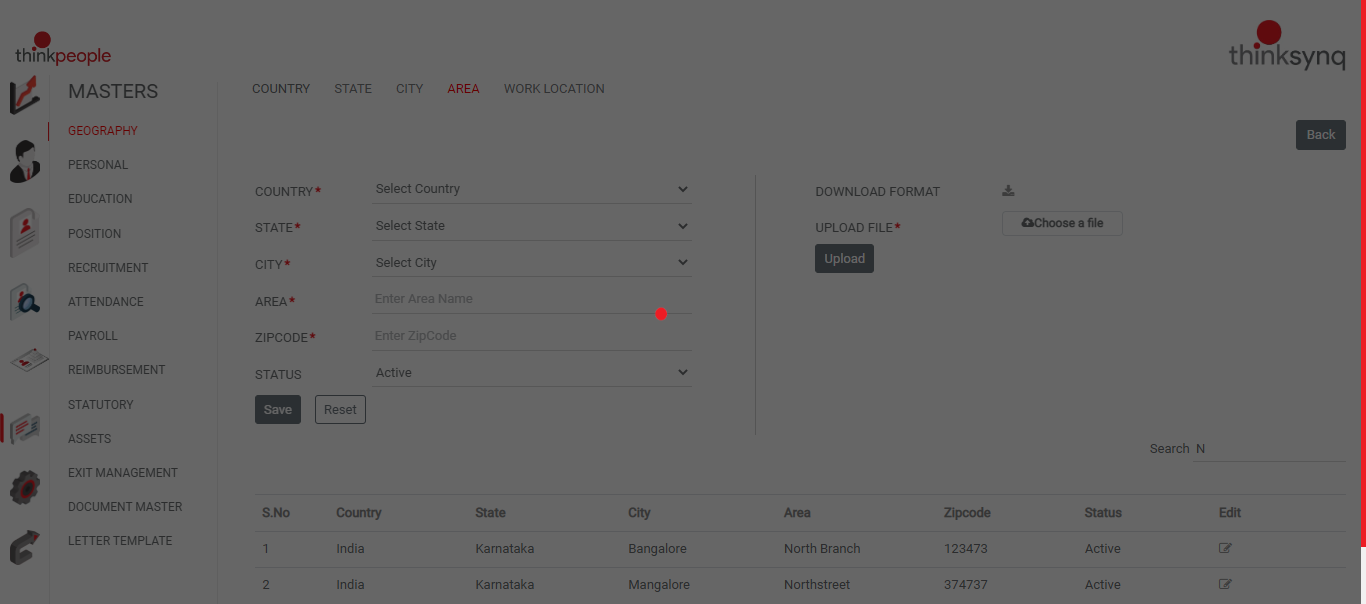 thinkpeople
thinksynq
MASTERS
COUNTRY STATE CITY AREA WORK LOCATION
GEOGRAPHY
Back
PERSONAL
EDUCATION
POSITION
RECRUITMENT
ATTENDANCE
PAYROLL
REIMBURSEMENT
STATUTORY
ASSETS
EXIT MANAGEMENT
DOCUMENT MASTER
LETTER TEMPLATE
COUNTRY* Select Country
STATE* Select State
CITY* Select City
AREA* Enter Area Name
ZIPCODE* Enter ZipCode
STATUS Active
Save Reset
DOWNLOAD FORMAT
UPLOAD FILE* Choose a file
Upload
Search N
S.No Country State City Area Zipcode Status Edit
1 India Karnataka Bangalore North Branch 123473 Active
2 India Karnataka Mangalore Northstreet 374737 Active